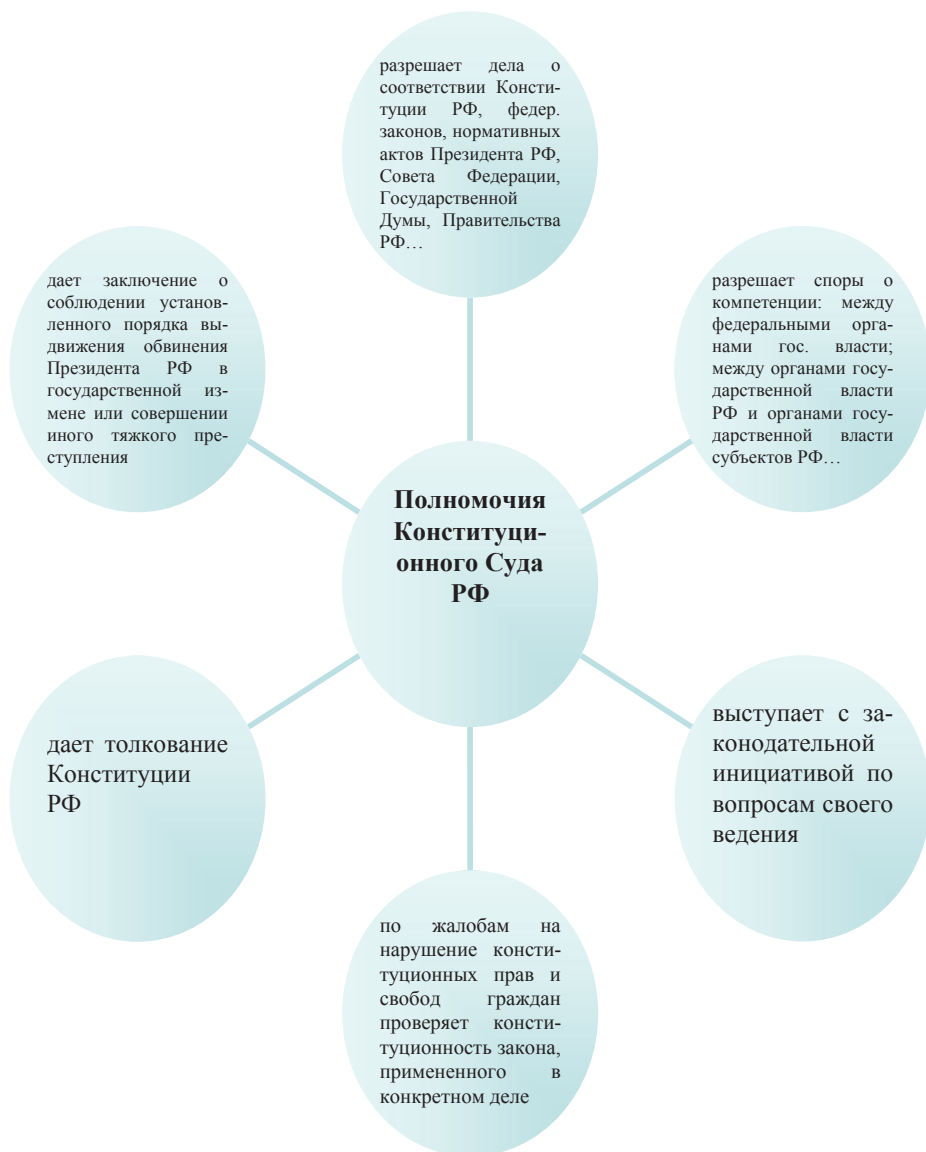 разрешает дела о
соответствии Консти-
туции РФ, федер.
законов, нормативных
актов Президента РФ,
Совета Федерации,
Государственной
Думы, Правительства
РФ…
дает заключение о
соблюдении установ-
ленного порядка вы-
движения обвинения
Президента РФ в
государственной из-
мене или совершении
иного тяжкого пре-
ступления
разрешает споры о
компетенции: между
федеральными орга-
нами гос. власти;
между органами госу-
дарственной власти
РФ и органами госу-
дарственной власти
субъектов РФ…
Полномочия
Конституци-
онного Суда
РФ
дает толкование
Конституции
РФ
выступает с за-
конодательной
инициативой по
вопросам своего
ведения
по жалобам на
нарушение консти-
туционных прав и
свобод граждан
проверяет консти-
туционность закона,
примененного в
конкретном деле